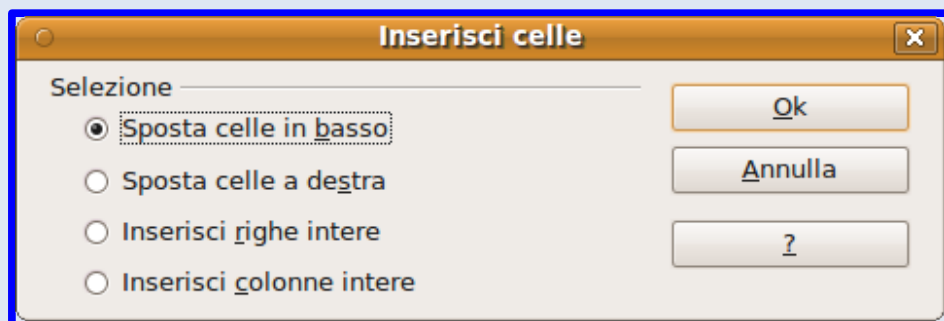 Inserisci celle
Selezione
Sposta celle in basso
Sposta celle a destra
Inserisci righe intere
Inserisci colonne intere
Ok
Annulla
?